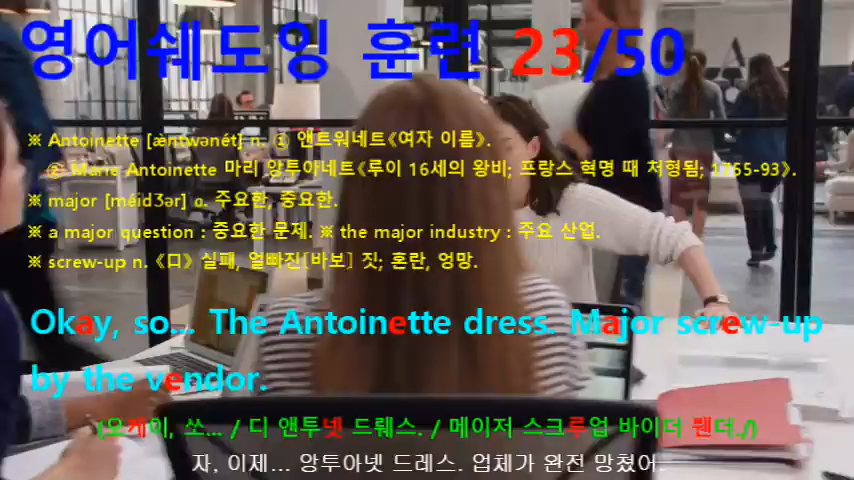 영어쉐도잉 훈련 23/50
※ Antoinette [æ̀ntwənét] n. ① 앤트워네트《여자 이름》.
② Marie Antoinette 마리 앙투아네트《루이 16세의 왕비; 프랑스 혁명 때 처형됨; 1755-93》.
※ major [méidʒər] a. 주요한, 중요한.
※ a major question : 중요한 문제. ※ the major industry : 주요 산업.
※ screw-up n. 《口》 실패, 얼빠진[바보] 짓; 혼란, 엉망.
Okay, so... The Antoinette dress. Major screw-up
by the vendor.
(오케이, 쏘... / 디 앤투넷 드뤠스. / 메이저 스크루업 바이더 붼더./)
자, 이제... 앙투아넷 드레스. 업체가 완전 망쳤어.